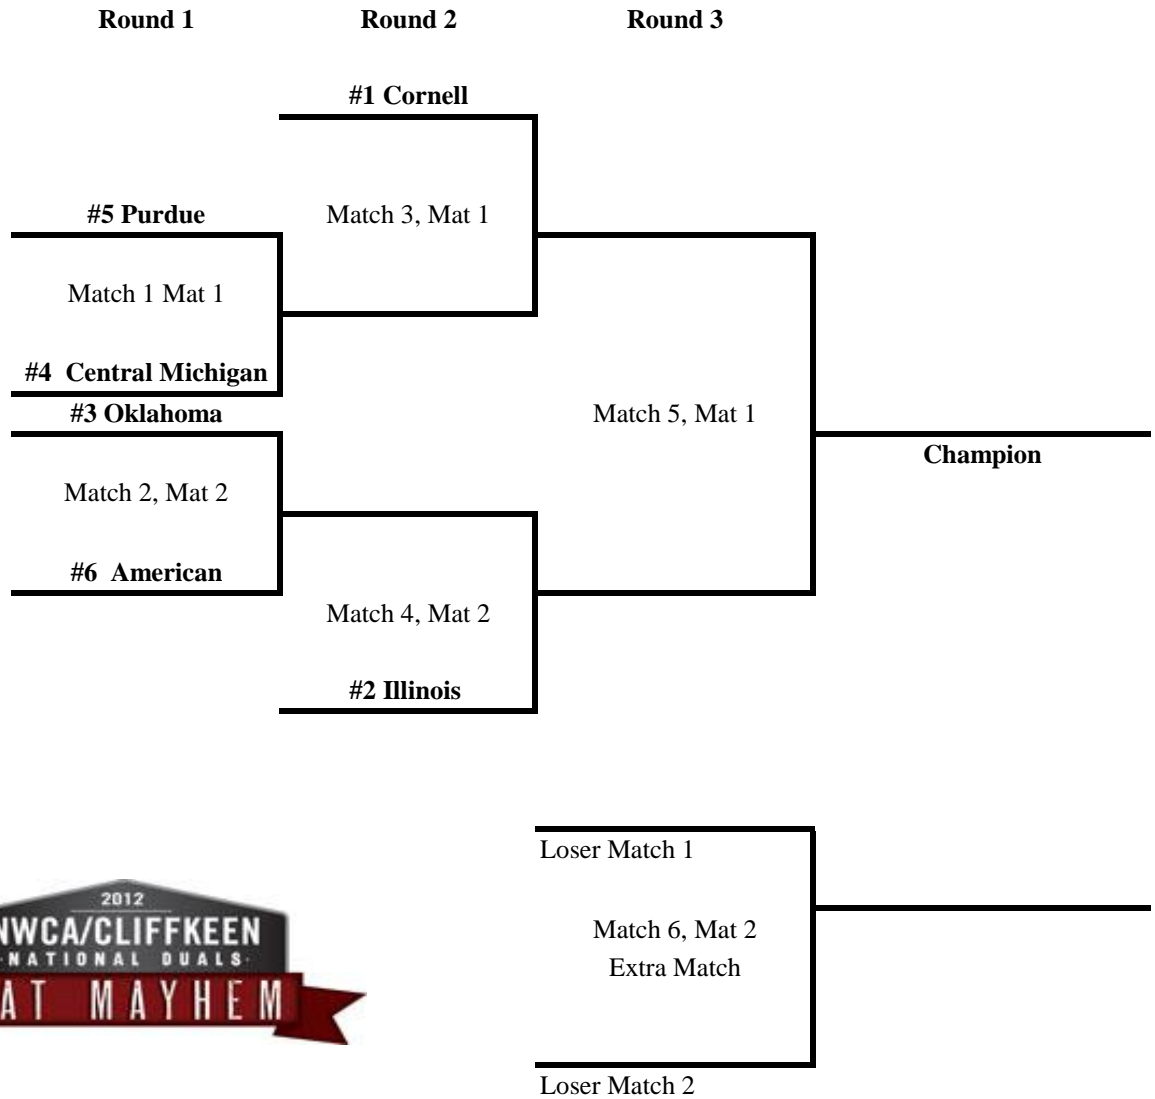 Round 1 Round 2 Round 3
#1 Cornell
#5 Purdue
Match 3, Mat 1
Match 1 Mat 1
#4 Central Michigan
#3 Oklahoma
Match 5, Mat 1
Champion
Match 2, Mat 2
#6 American
Match 4, Mat 2
#2 Illinois
Loser Match 1
Match 6, Mat 2
Extra Match
Loser Match 2
2012
NWCA/CLIFFKEEN
·NATIONAL DUALS·
AT MAYHEM